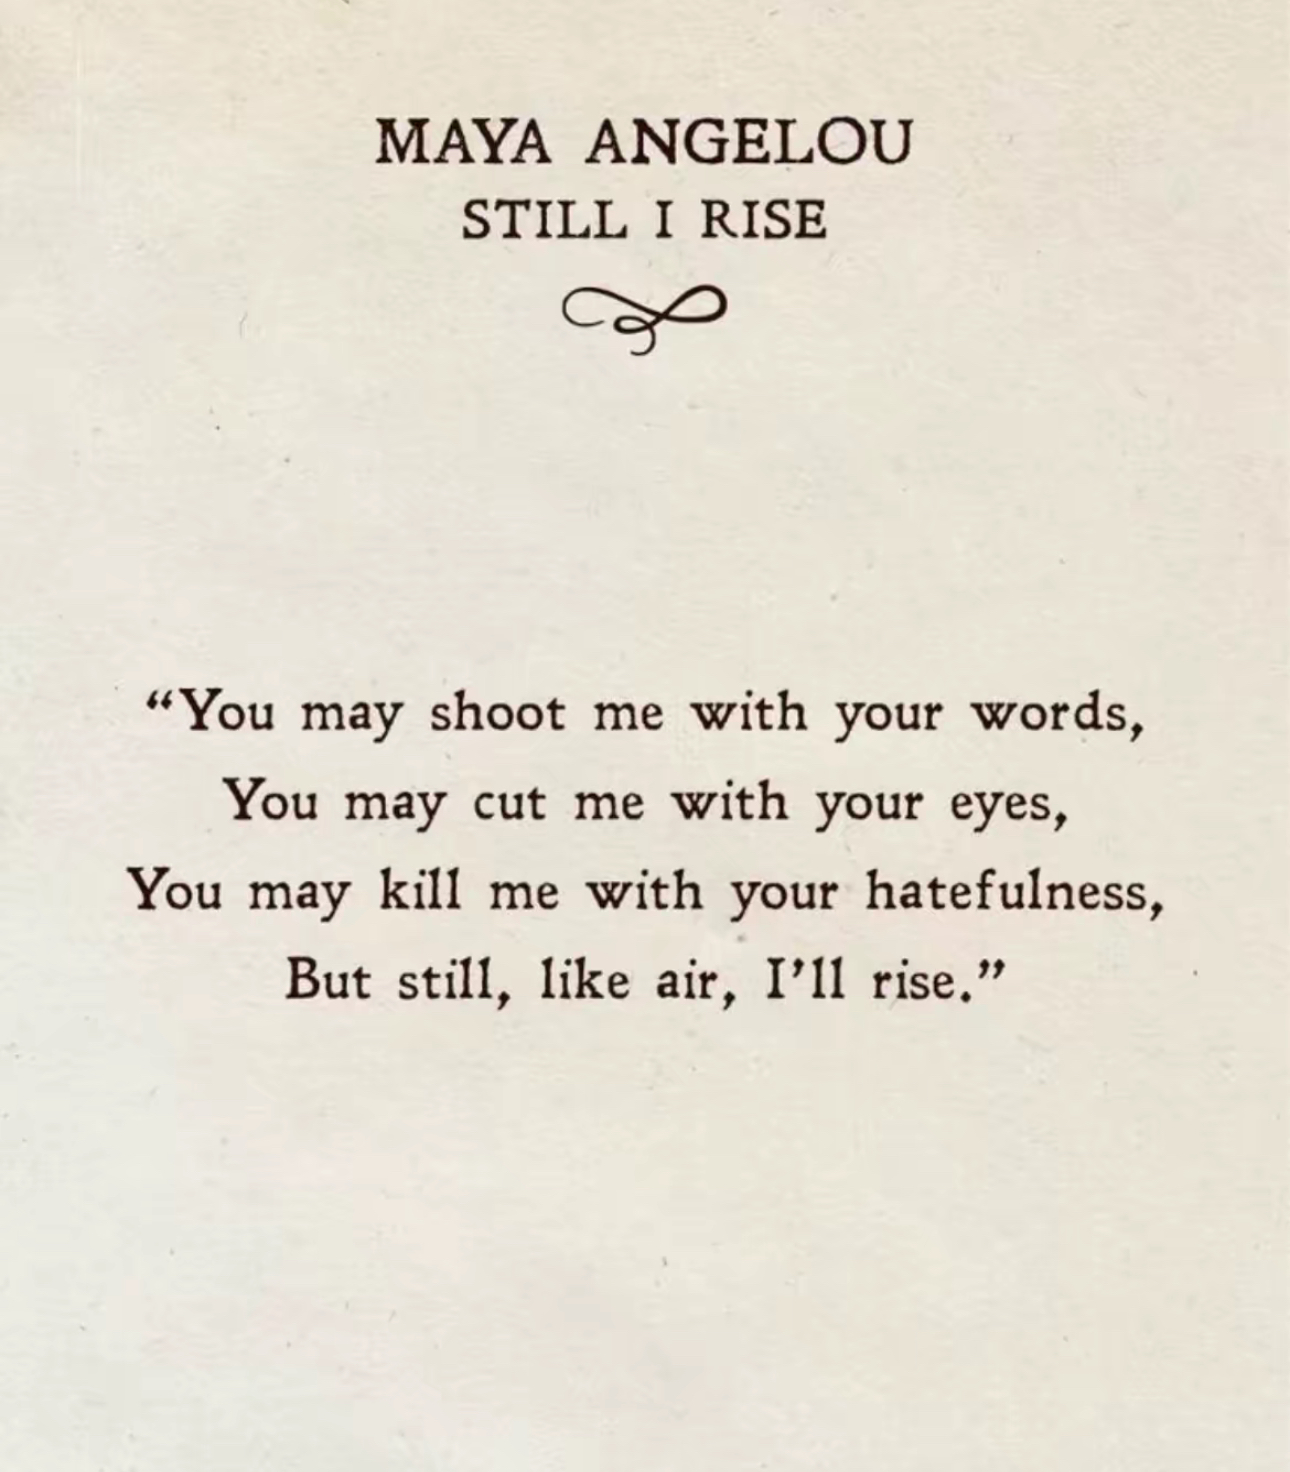 MAYA ANGELOU
STILL I RISE
“You may shoot me with your words,
You may cut me with your eyes,
You may kill me with your hatefulness,
But still, like air, I’ll rise.”